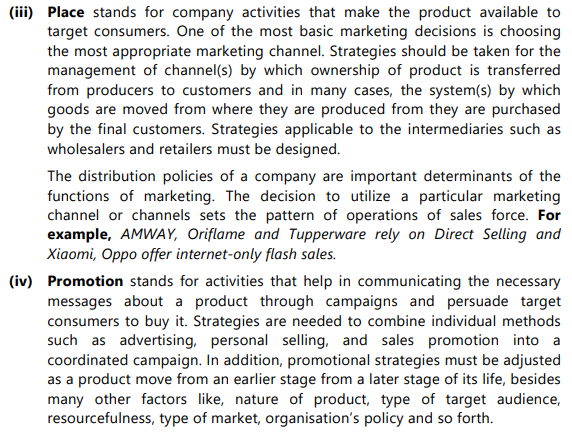 (iii) Place stands for company activities that make the product available to
target consumers. One of the most basic marketing decisions is choosing
the most appropriate marketing channel. Strategies should be taken for the
management of channel(s) by which ownership of product is transferred
from producers to customers and in many cases, the system(s) by which
goods are moved from where they are produced from they are purchased
by the final customers. Strategies applicable to the intermediaries such as
wholesalers and retailers must be designed.
The distribution policies of a company are important determinants of the
functions of marketing. The decision to utilize a particular marketing
channel or channels sets the pattern of operations of sales force. For
example, AMWAY, Oriflame and Tupperware rely on Direct Selling and
Xiaomi, Oppo offer internet-only flash sales.
(iv) Promotion stands for activities that help in communicating the necessary
messages about a product through campaigns and persuade target
consumers to buy it. Strategies are needed to combine individual methods
such as advertising, personal selling, and sales promotion into a
coordinated campaign. In addition, promotional strategies must be adjusted
as a product move from an earlier stage from a later stage of its life, besides
many other factors like, nature of product, type of target audience,
resourcefulness, type of market, organisation's policy and so forth.